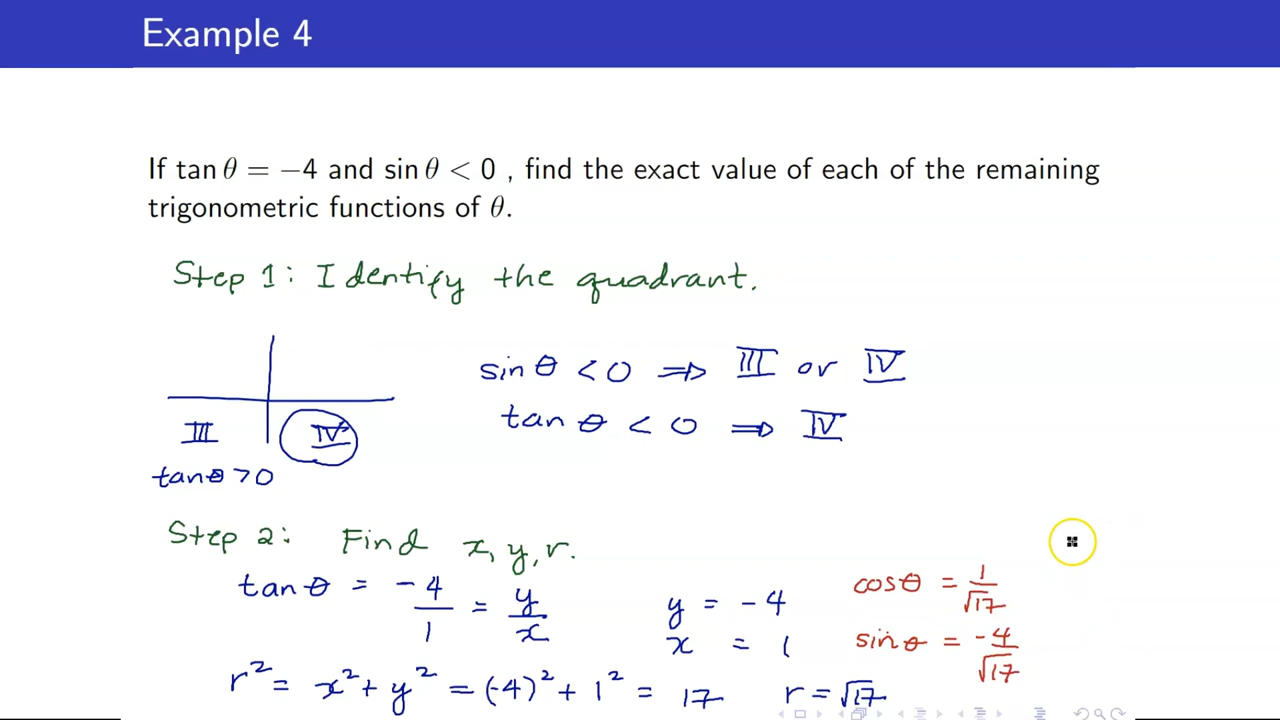 Example 4
If tan θ = −4 and sin θ < 0 , find the exact value of each of the remaining
trigonometric functions of θ.
Step 1: Identify the quadrant.
sin θ < 0 ⇒ III or IV
tan θ < 0 ⇒ IV
III IV
tan θ > 0
Step 2: Find x, y, r.
tan θ = -4/1 = y/x
y = -4
x = 1
cos θ = 1/√17
sin θ = -4/√17
r² = x² + y² = (-4)² + 1² = 17 r = √17